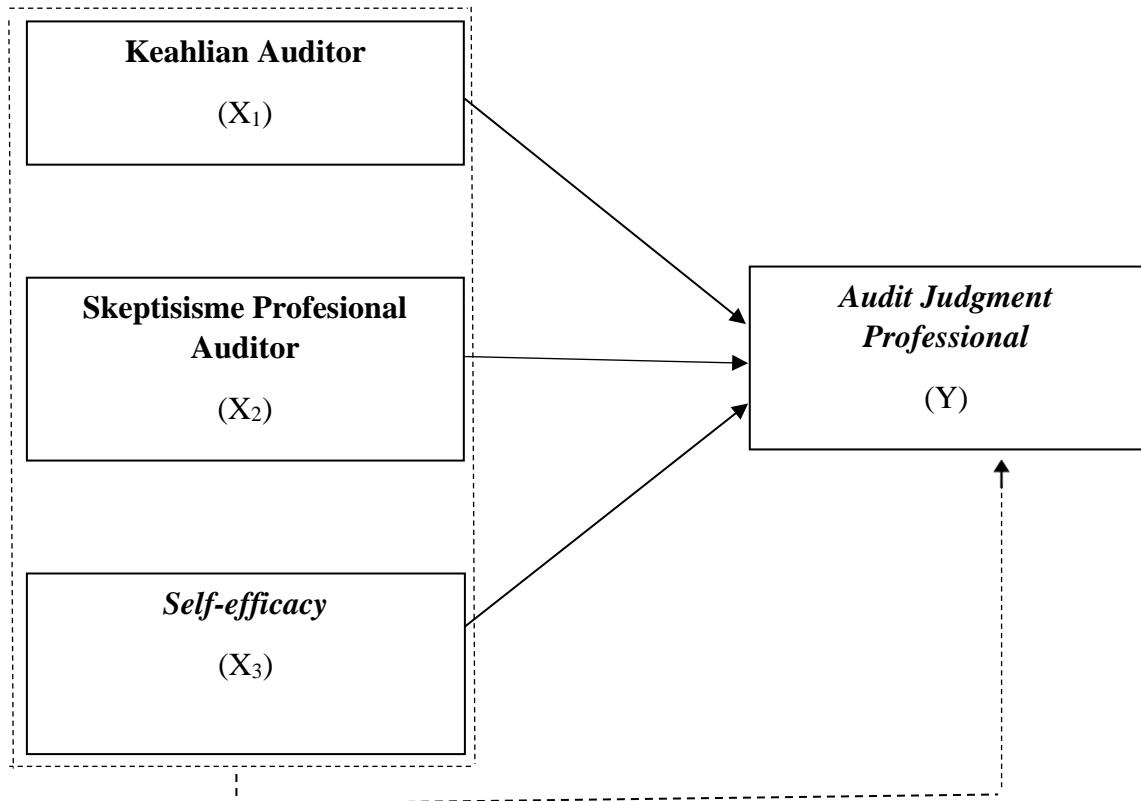 Keahlian Auditor
(X₁)
Skeptisisme Profesional
Auditor
(X₂)
Self-efficacy
(X₃)
Audit Judgment
Professional
(Y)